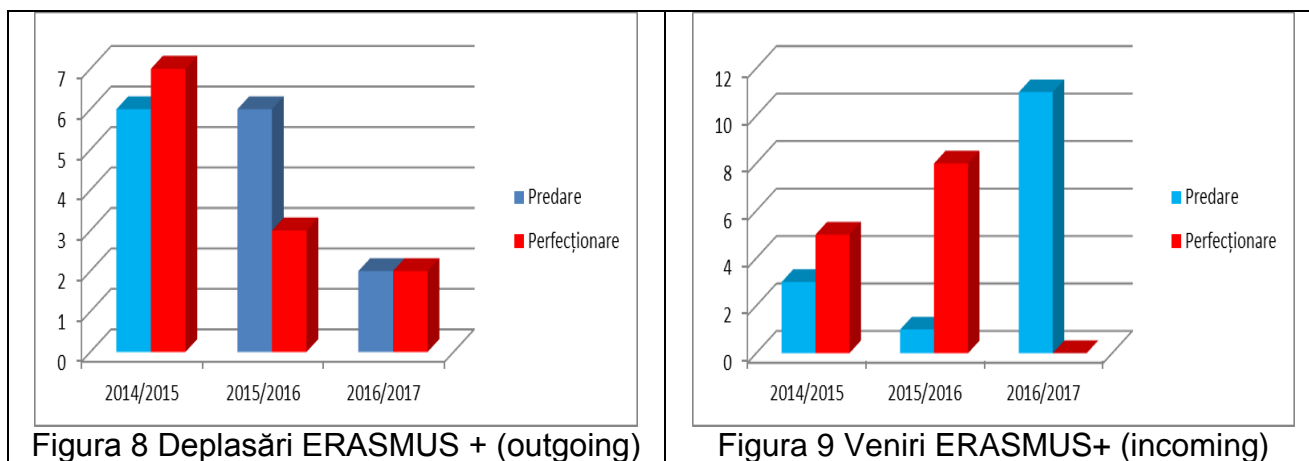 7
6
5
4
3
2
1
0
2014/2015 2015/2016 2016/2017
Predare
Perfecționare
Figura 8 Deplasări ERASMUS + (outgoing)
12
10
8
6
4
2
0
2014/2015 2015/2016 2016/2017
Predare
Perfecționare
Figura 9 Veniri ERASMUS+ (incoming)